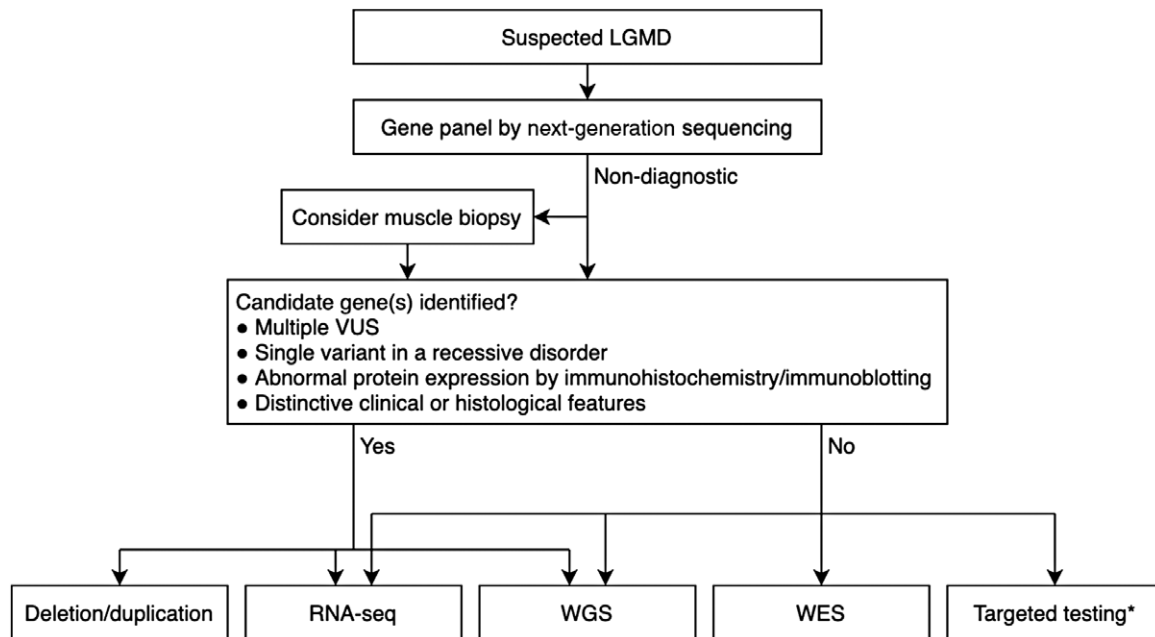 Suspected LGMD
Gene panel by next-generation sequencing
Non-diagnostic
Consider muscle biopsy
Candidate gene(s) identified?
● Multiple VUS
● Single variant in a recessive disorder
● Abnormal protein expression by immunohistochemistry/immunoblotting
● Distinctive clinical or histological features
Yes
No
Deletion/duplication
RNA-seq
WGS
WES
Targeted testing*